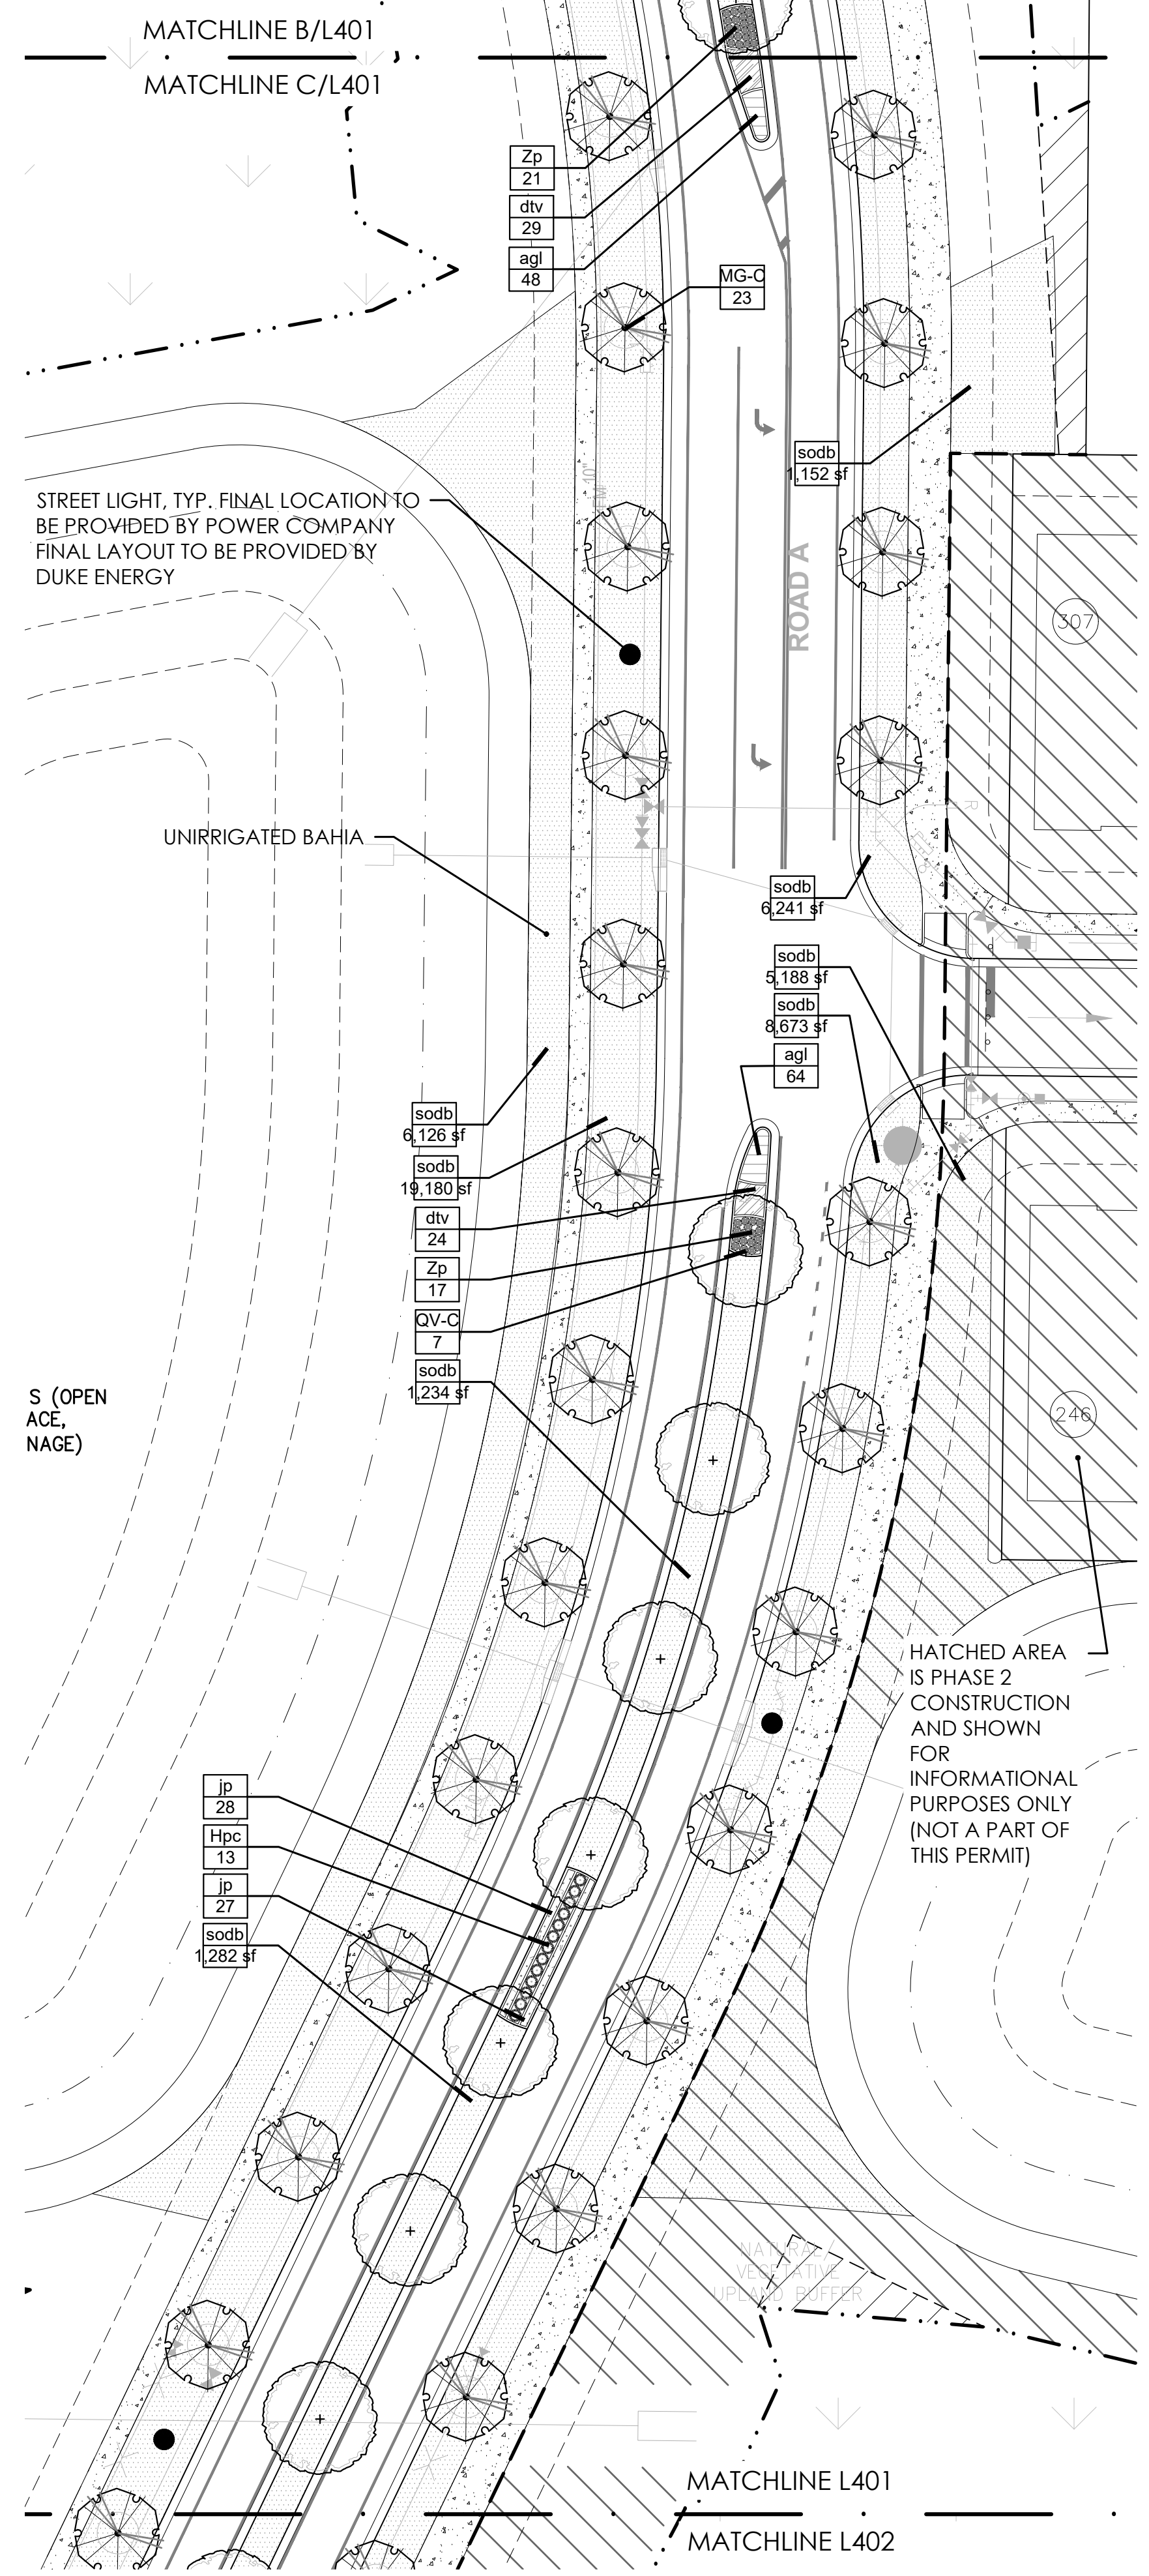 MATCHLINE B/L401
MATCHLINE C/L401
Zp
21
dtv
29
agl
48
MG-C
23
sodb
1,152 sf
STREET LIGHT, TYP. FINAL LOCATION TO
BE PROVIDED BY POWER COMPANY
FINAL LAYOUT TO BE PROVIDED BY
DUKE ENERGY
10"
ROAD A
307
UNIRRIGATED BAHIA
sodb
6,241 sf
sodb
5,188 sf
sodb
8,673 sf
agl
64
sodb
6,126 sf
sodb
19,180 sf
dtv
24
Zp
17
QV-C
7
sodb
1,234 sf
S (OPEN
ACE,
NAGE)
246
HATCHED AREA
IS PHASE 2
CONSTRUCTION
AND SHOWN
FOR
INFORMATIONAL
PURPOSES ONLY
(NOT A PART OF
THIS PERMIT)
jp
28
Hpc
13
jp
27
sodb
1,282 sf
NATURAL/
VEGETATIVE
UPLAND BUFFER
MATCHLINE L401
MATCHLINE L402